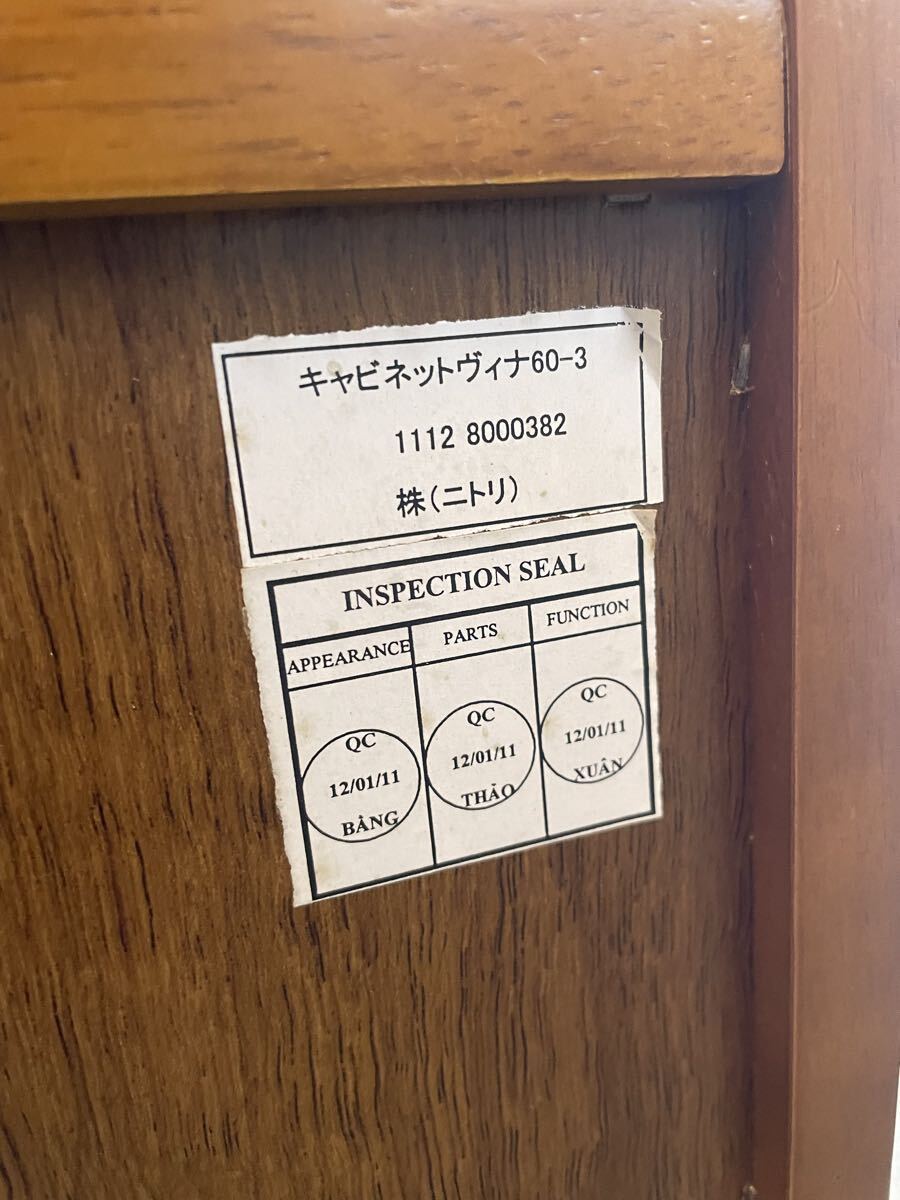 キャビネットヴィナ60-3
1112 8000382
株(ニトリ)
INSPECTION SEAL
APPEARANCE PARTS FUNCTION
QC QC QC
12/01/11 12/01/11 12/01/11
BẢNG THẢO XUÂN